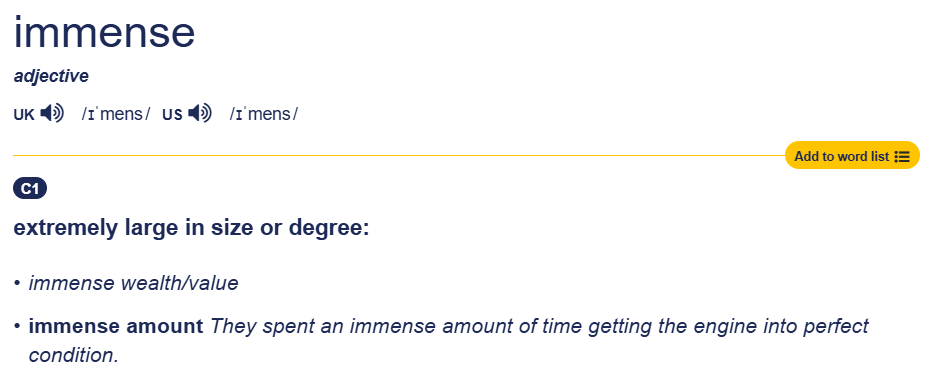 immense
adjective
UK /ɪˈmens/ US /ɪˈmens/
Add to word list
C1
extremely large in size or degree:
• immense wealth/value
• immense amount They spent an immense amount of time getting the engine into perfect
condition.